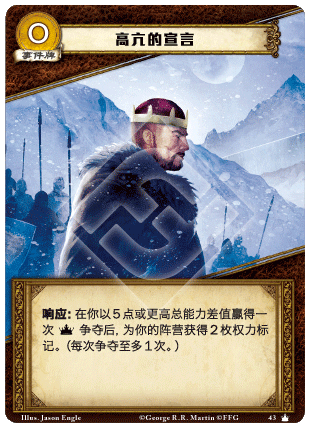 高亢的宣言
0
事件牌
响应: 在你以5点或更高总能力差值赢得一
次 争夺后, 为你的阵营获得2枚权力标
记。(每次争夺至多1次。)
Illus. Jason Engle ©George R.R. Martin ©FFG 43